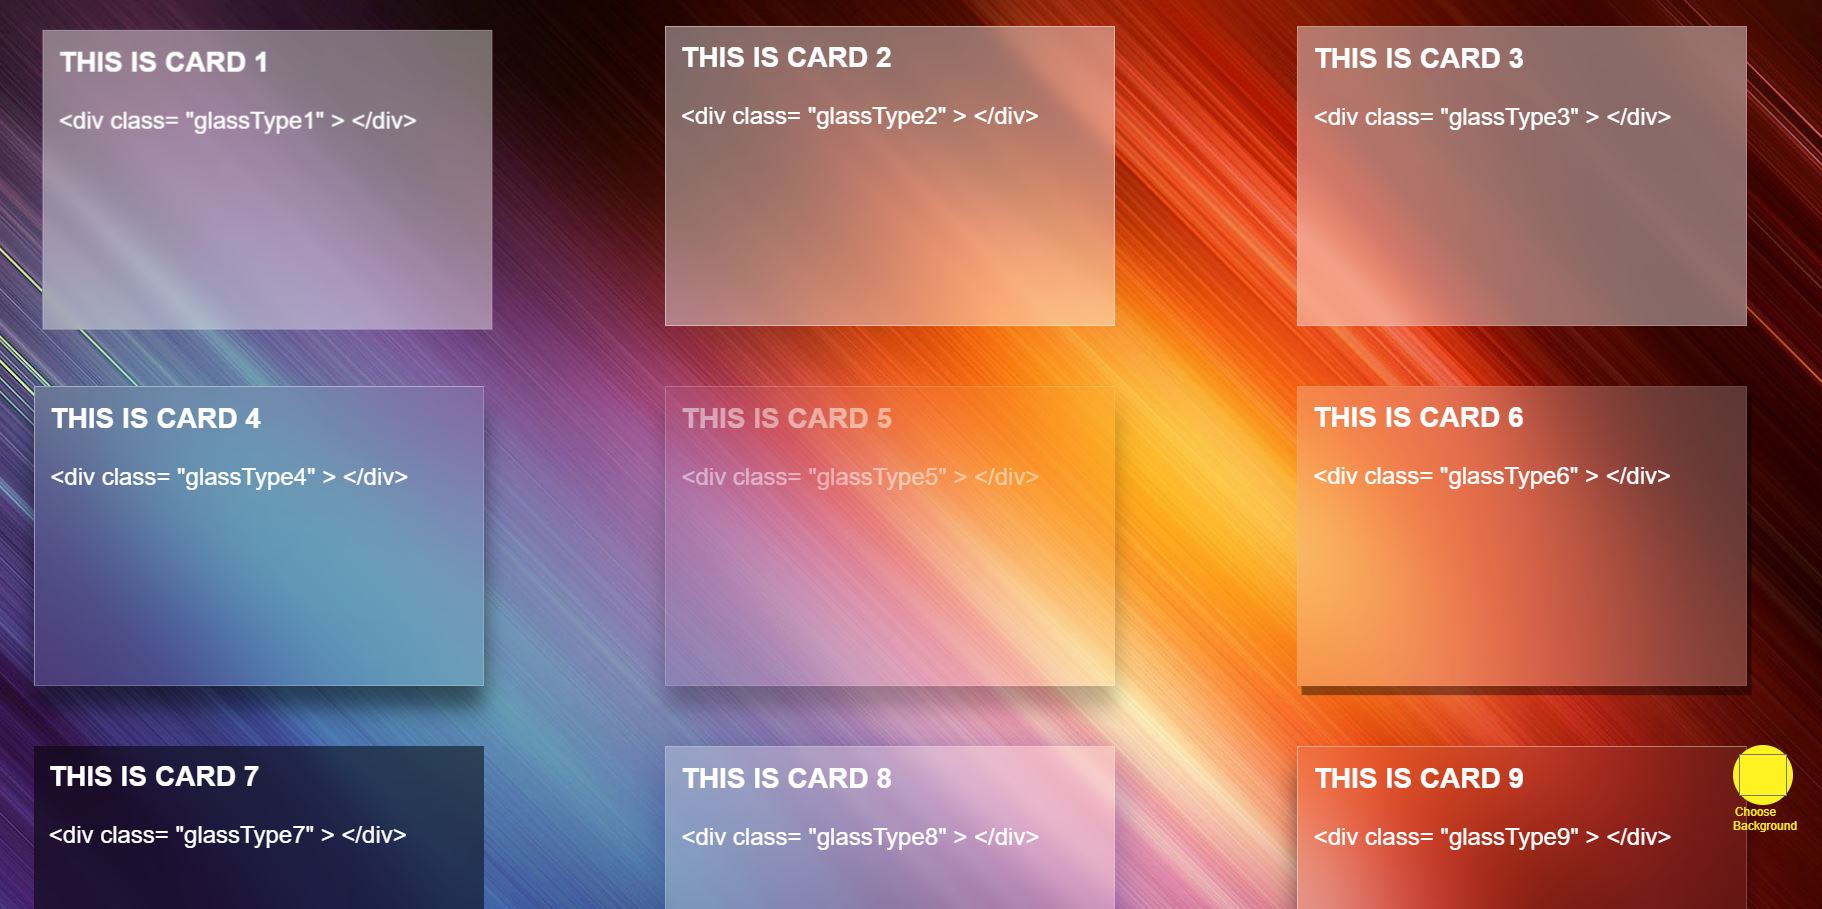 THIS IS CARD 1
<div class= "glassType1" > </div>
THIS IS CARD 2
<div class= "glassType2" > </div>
THIS IS CARD 3
<div class= "glassType3" > </div>
THIS IS CARD 4
<div class= "glassType4" > </div>
THIS IS CARD 5
<div class= "glassType5" > </div>
THIS IS CARD 6
<div class= "glassType6" > </div>
THIS IS CARD 7
<div class= "glassType7" > </div>
THIS IS CARD 8
<div class= "glassType8" > </div>
THIS IS CARD 9
<div class= "glassType9" > </div>
Choose
Background